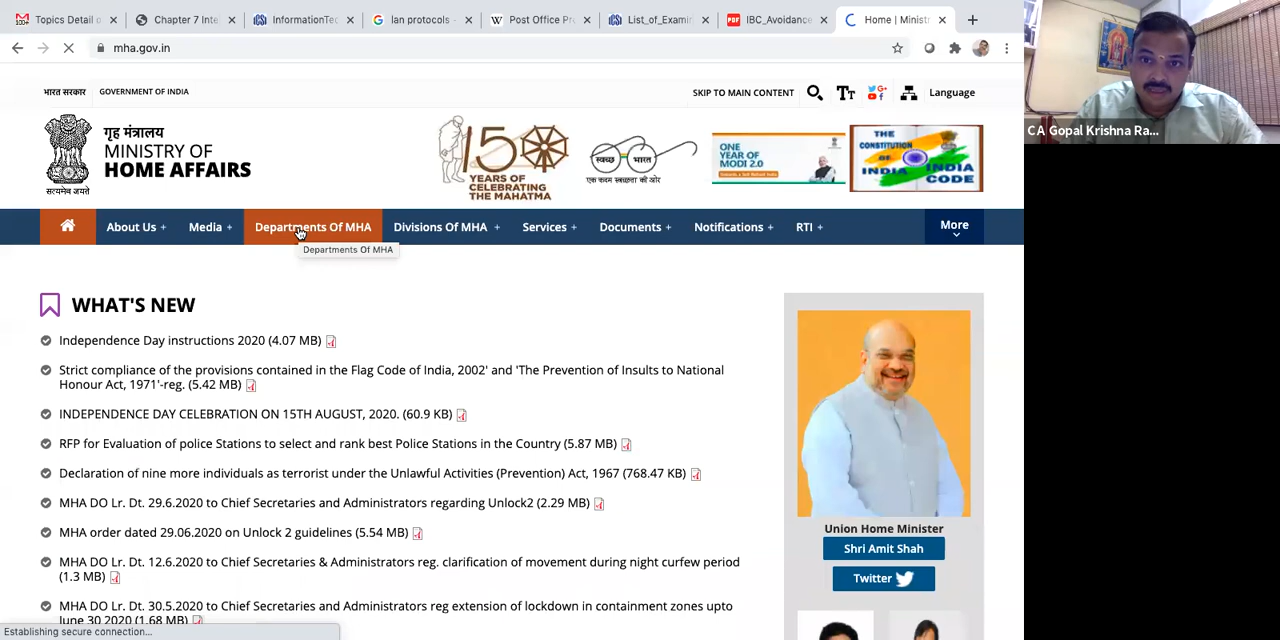 Topics Detail o
Chapter 7 Inte
InformationTec
lan protocols -
Post Office Pr
List_of_Examin
IBC_Avoidance
Home | Ministr
mha.gov.in
भारत सरकार GOVERNMENT OF INDIA
SKIP TO MAIN CONTENT
Language
गृह मंत्रालय
MINISTRY OF
HOME AFFAIRS
सत्यमेव जयते
150
YEARS OF
CELEBRATING
THE MAHATMA
स्वच्छ भारत
एक कदम स्वच्छता की ओर
ONE
YEAR OF
MODI 2.0
THE
CONSTITUTION
OF
INDIA
INDIA
CODE
About Us +
Media +
Departments Of MHA
Divisions Of MHA +
Services +
Documents +
Notifications +
RTI +
More
Departments Of MHA
WHAT'S NEW
Independence Day instructions 2020 (4.07 MB)
Strict compliance of the provisions contained in the Flag Code of India, 2002' and 'The Prevention of Insults to National
Honour Act, 1971'-reg. (5.42 MB)
INDEPENDENCE DAY CELEBRATION ON 15TH AUGUST, 2020. (60.9 KB)
RFP for Evaluation of police Stations to select and rank best Police Stations in the Country (5.87 MB)
Declaration of nine more individuals as terrorist under the Unlawful Activities (Prevention) Act, 1967 (768.47 KB)
MHA DO Lr. Dt. 29.6.2020 to Chief Secretaries and Administrators regarding Unlock2 (2.29 MB)
MHA order dated 29.06.2020 on Unlock 2 guidelines (5.54 MB)
MHA DO Lr. Dt. 12.6.2020 to Chief Secretaries & Administrators reg. clarification of movement during night curfew period
(1.3 MB)
MHA DO Lr. Dt. 30.5.2020 to Chief Secretaries and Administrators reg extension of lockdown in containment zones upto
June 30 2020 (1.68 MB)
Union Home Minister
Shri Amit Shah
Twitter
Establishing secure connection...
C A Gopal Krishna Ra...